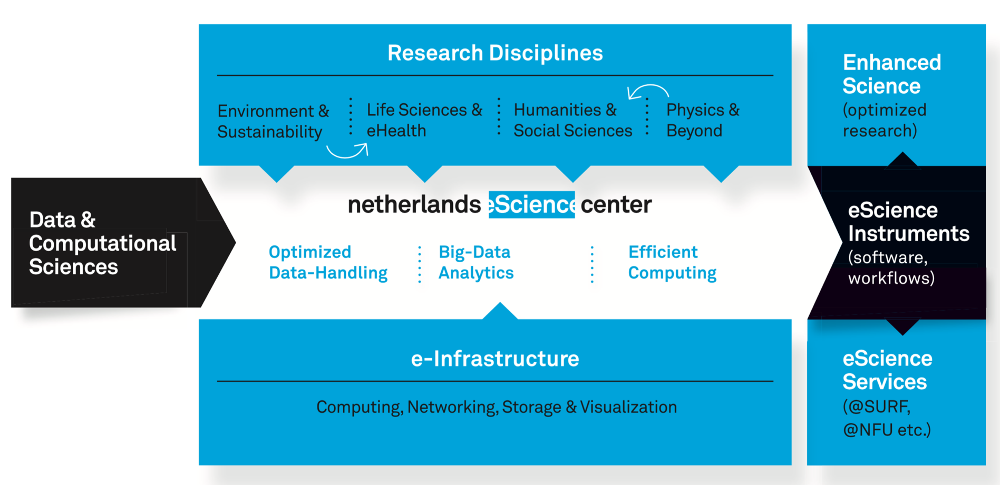 Research Disciplines
Environment &
Sustainability
Life Sciences &
eHealth
Humanities &
Social Sciences
Physics &
Beyond
Enhanced
Science
(optimized
research)
Data &
Computational
Sciences
netherlands eScience center
Optimized
Data-Handling
Big-Data
Analytics
Efficient
Computing
eScience
Instruments
(software,
workflows)
e-Infrastructure
Computing, Networking, Storage & Visualization
eScience
Services
(@SURF,
@NFU etc.)